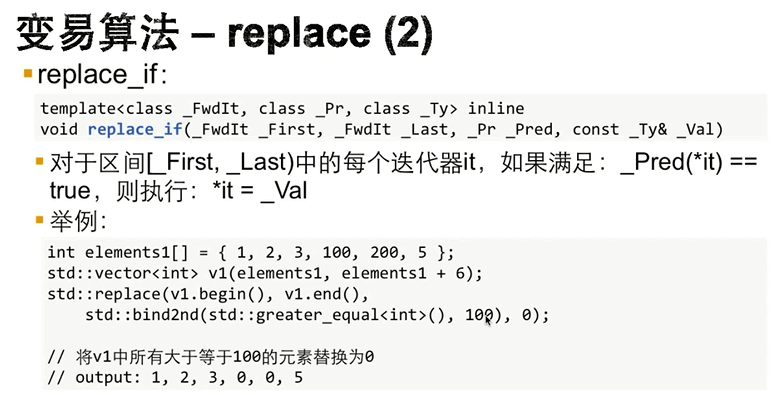 变易算法 – replace (2)
replace_if:
template<class _FwdIt, class _Pr, class _Ty> inline
void replace_if(_FwdIt _First, _FwdIt _Last, _Pr _Pred, const _Ty& _Val)
对于区间[_First, _Last)中的每个迭代器it，如果满足：_Pred(*it) ==
true，则执行：*it = _Val
举例：
int elements1[] = { 1, 2, 3, 100, 200, 5 };
std::vector<int> v1(elements1, elements1 + 6);
std::replace(v1.begin(), v1.end(),
std::bind2nd(std::greater_equal<int>(), 100), 0);
// 将v1中所有大于等于100的元素替换为0
// output: 1, 2, 3, 0, 0, 5